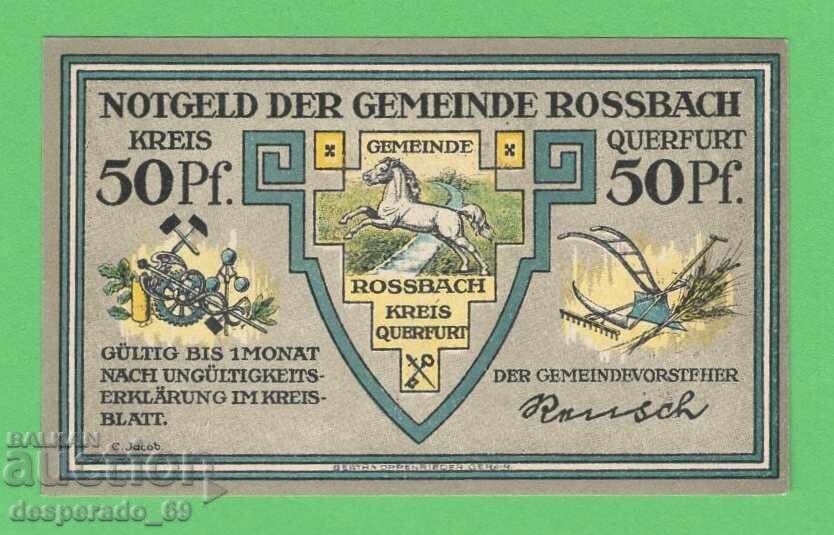 NOTGELD DER GEMEINDE ROSSBACH
KREIS
QUERFURT
50 Pf.
50 Pf.
GEMEINDE
ROSSBACH
KREIS
QUERFURT
GÜLTIG BIS 1 MONAT
NACH UNGÜLTIGKEITS-
ERKLÄRUNG IM KREIS-
BLATT.
C. Jacob.
DER GEMEINDEVORSTEHER
Reusch
BALKAN
auction
desperado_69